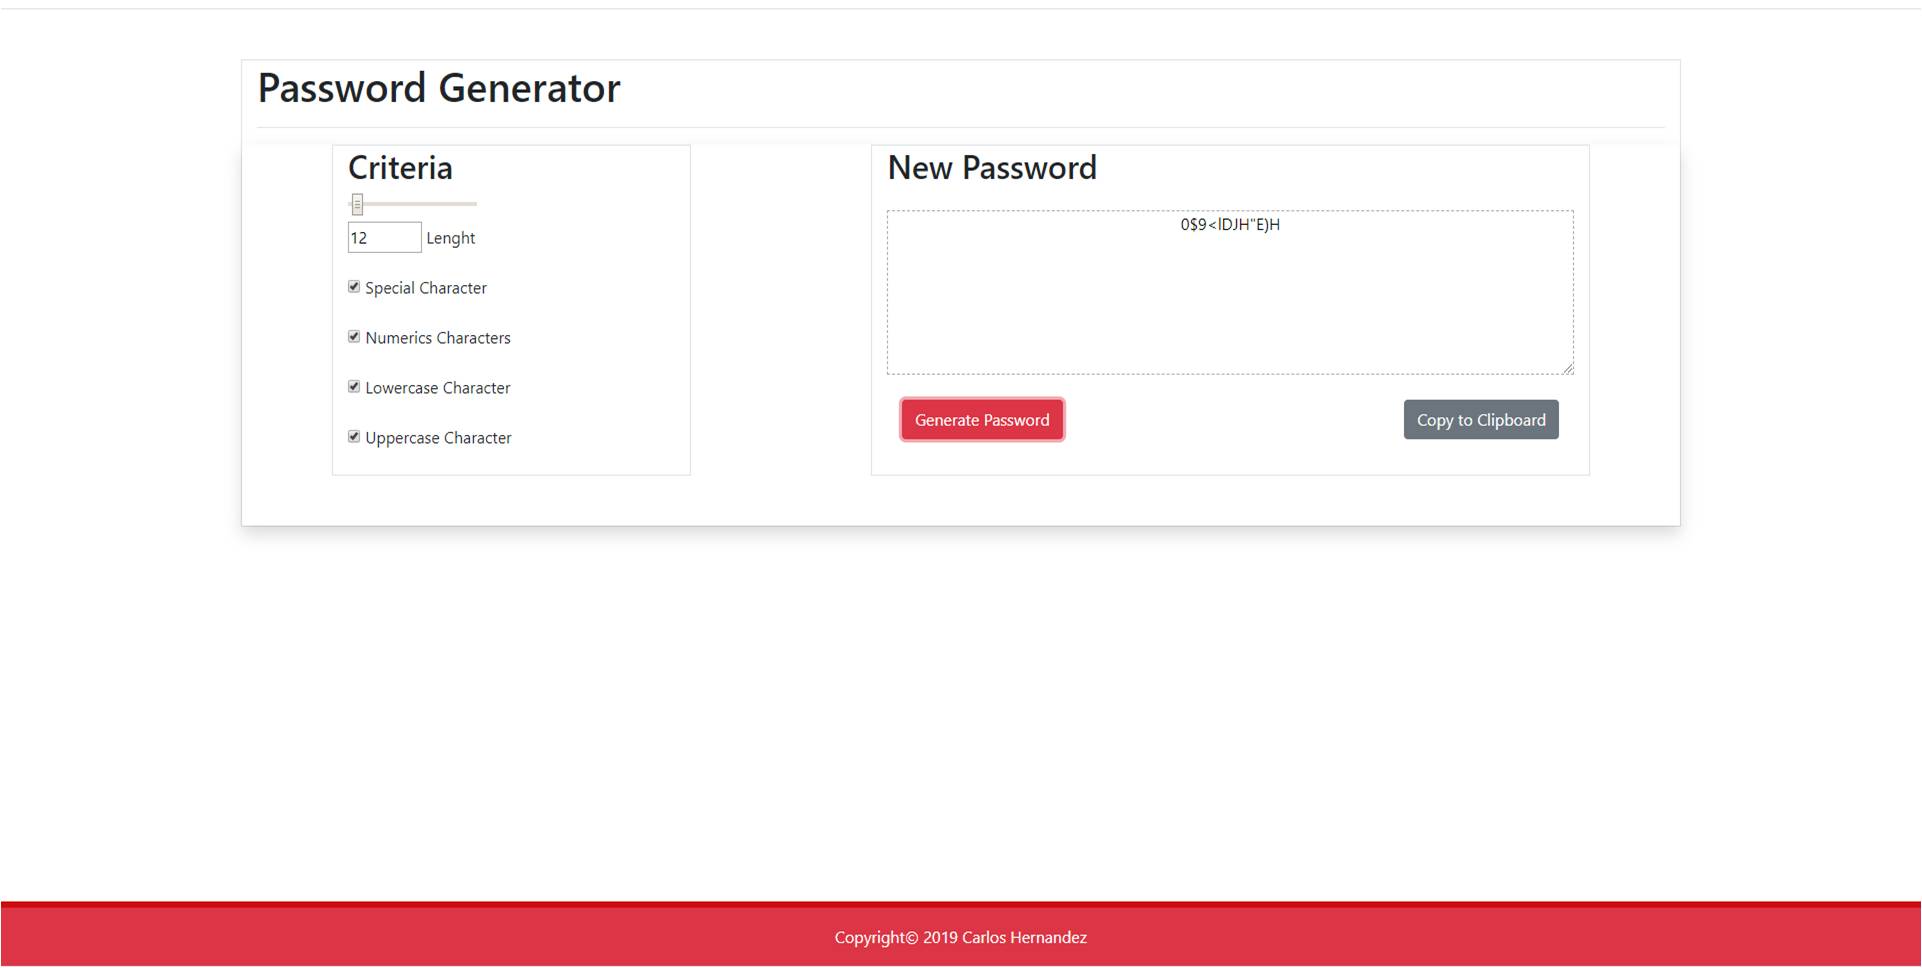 Password Generator
Criteria
12 Lenght
Special Character
Numerics Characters
Lowercase Character
Uppercase Character
New Password
0$9<lDJH"E)H
Generate Password
Copy to Clipboard
Copyright© 2019 Carlos Hernandez